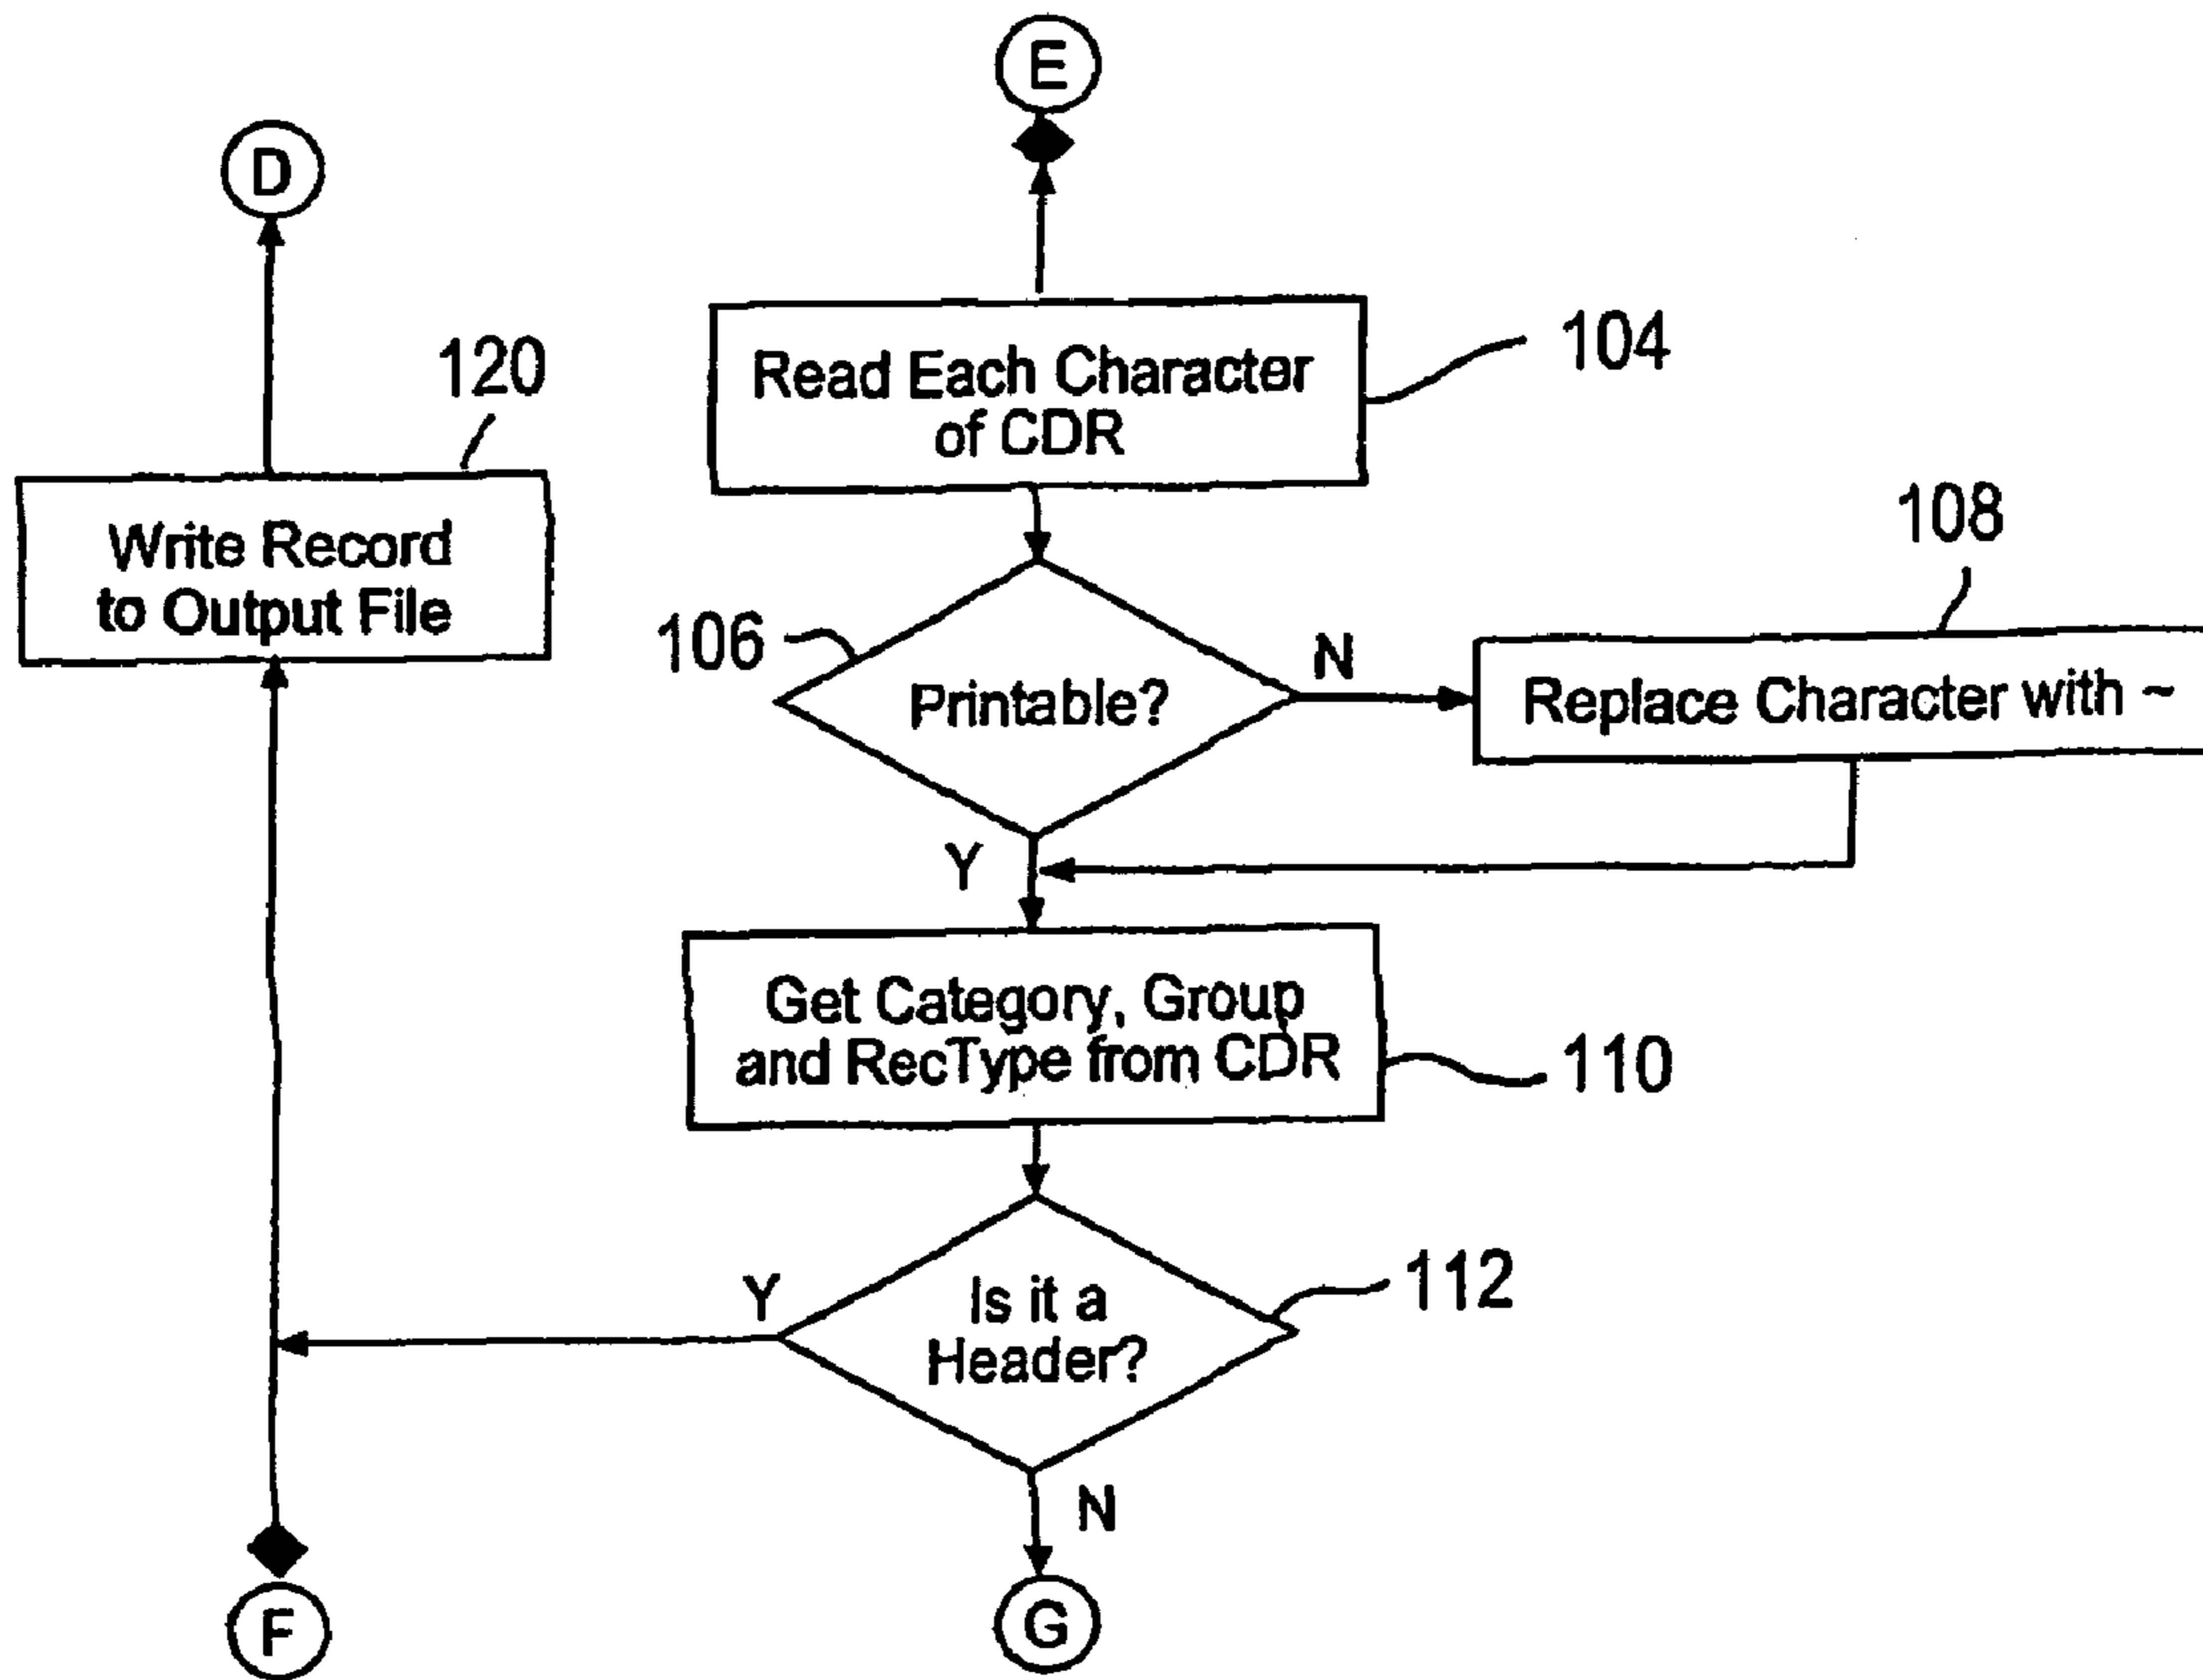 E
D
Read Each Character
of CDR
104
120
Write Record
to Output File
108
106
Printable?
N
Replace Character with ~
Y
Get Category, Group
and RecType from CDR
110
Y
Is it a
Header?
112
N
F
G